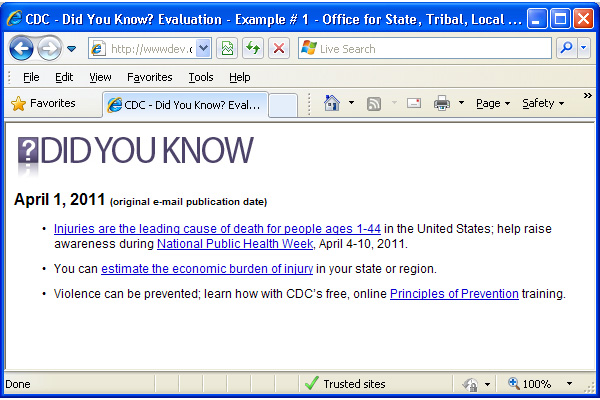 CDC - Did You Know? Evaluation - Example # 1 - Office for State, Tribal, Local ...
http://wwwdev.c
Live Search
File Edit View Favorites Tools Help
Favorites CDC - Did You Know? Eval... Page Safety
? DID YOU KNOW
April 1, 2011 (original e-mail publication date)
• Injuries are the leading cause of death for people ages 1-44 in the United States; help raise
awareness during National Public Health Week, April 4-10, 2011.
• You can estimate the economic burden of injury in your state or region.
• Violence can be prevented; learn how with CDC's free, online Principles of Prevention training.
Done Trusted sites 100%